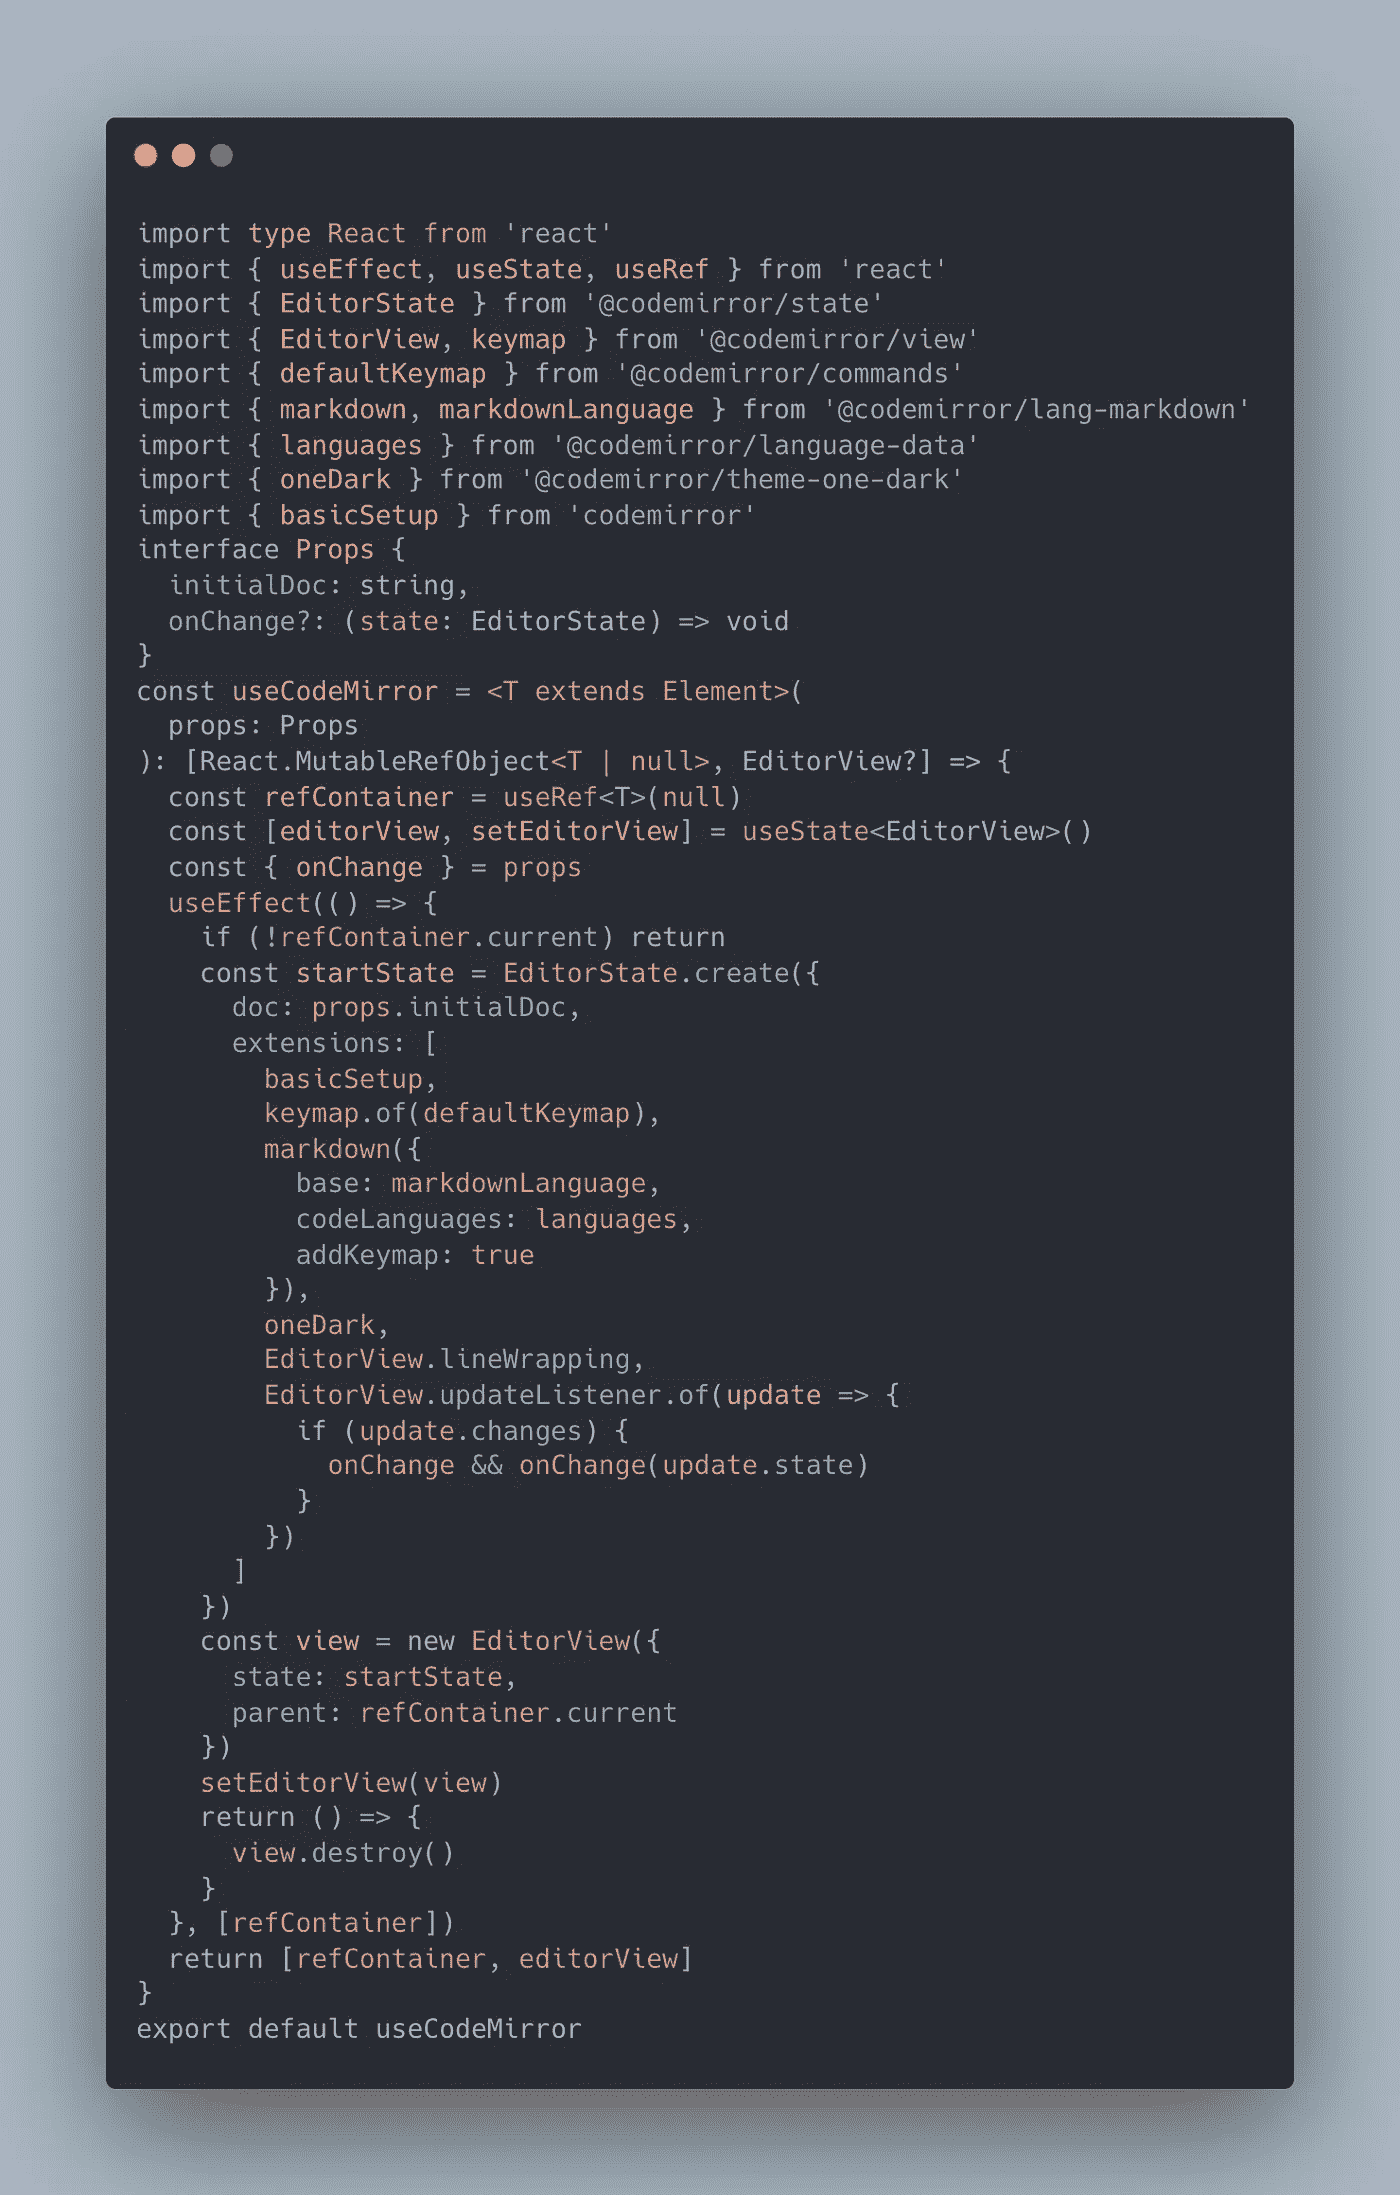 import type React from 'react'
import { useEffect, useState, useRef } from 'react'
import { EditorState } from '@codemirror/state'
import { EditorView, keymap } from '@codemirror/view'
import { defaultKeymap } from '@codemirror/commands'
import { markdown, markdownLanguage } from '@codemirror/lang-markdown'
import { languages } from '@codemirror/language-data'
import { oneDark } from '@codemirror/theme-one-dark'
import { basicSetup } from 'codemirror'
interface Props {
  initialDoc: string,
  onChange?: (state: EditorState) => void
}
const useCodeMirror = <T extends Element>(
  props: Props
): [React.MutableRefObject<T | null>, EditorView?] => {
  const refContainer = useRef<T>(null)
  const [editorView, setEditorView] = useState<EditorView>()
  const { onChange } = props
  useEffect(() => {
    if (!refContainer.current) return
    const startState = EditorState.create({
      doc: props.initialDoc,
      extensions: [
        basicSetup,
        keymap.of(defaultKeymap),
        markdown({
          base: markdownLanguage,
          codeLanguages: languages,
          addKeymap: true
        }),
        oneDark,
        EditorView.lineWrapping,
        EditorView.updateListener.of(update => {
          if (update.changes) {
            onChange && onChange(update.state)
          }
        })
      ]
    })
    const view = new EditorView({
      state: startState,
      parent: refContainer.current
    })
    setEditorView(view)
    return () => {
      view.destroy()
    }
  }, [refContainer])
  return [refContainer, editorView]
}
export default useCodeMirror